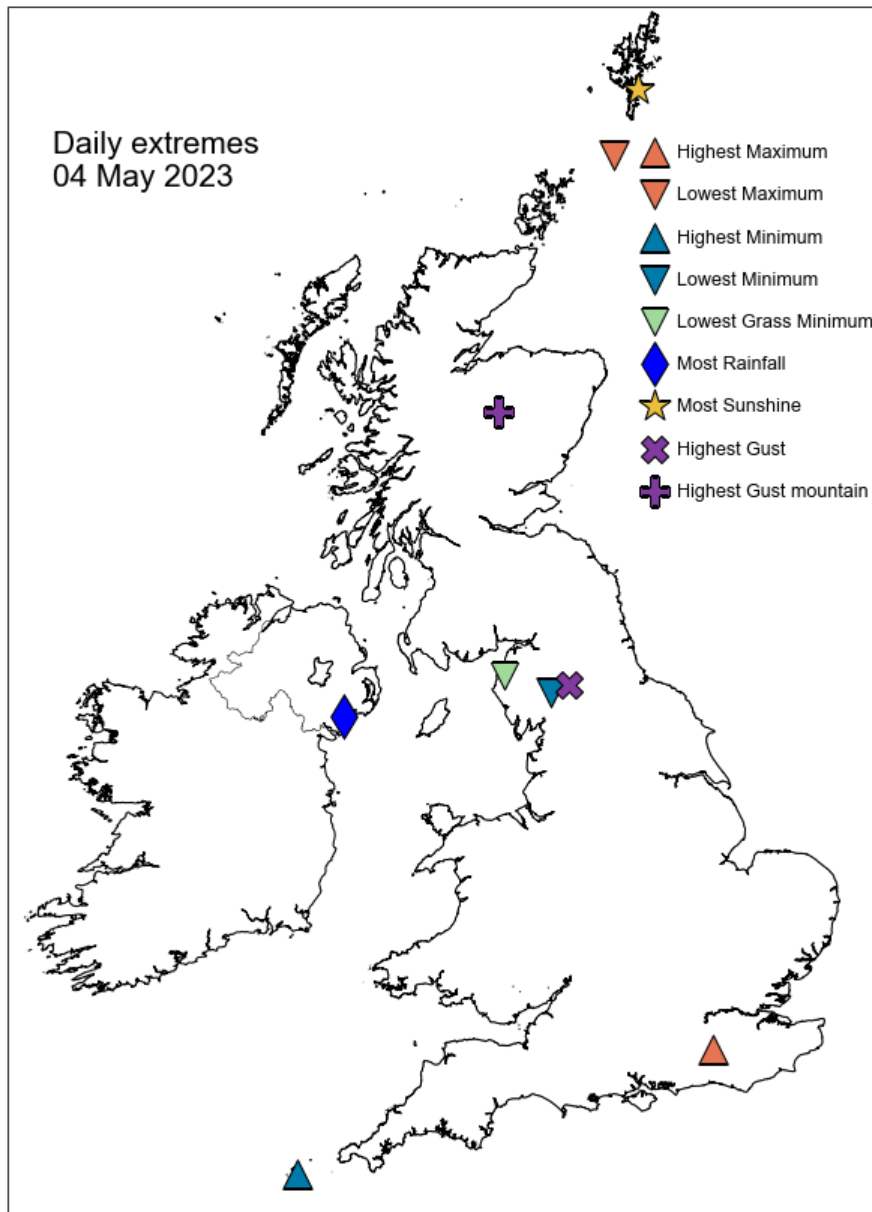 Daily extremes
04 May 2023
Highest Maximum
Lowest Maximum
Highest Minimum
Lowest Minimum
Lowest Grass Minimum
Most Rainfall
Most Sunshine
Highest Gust
Highest Gust mountain